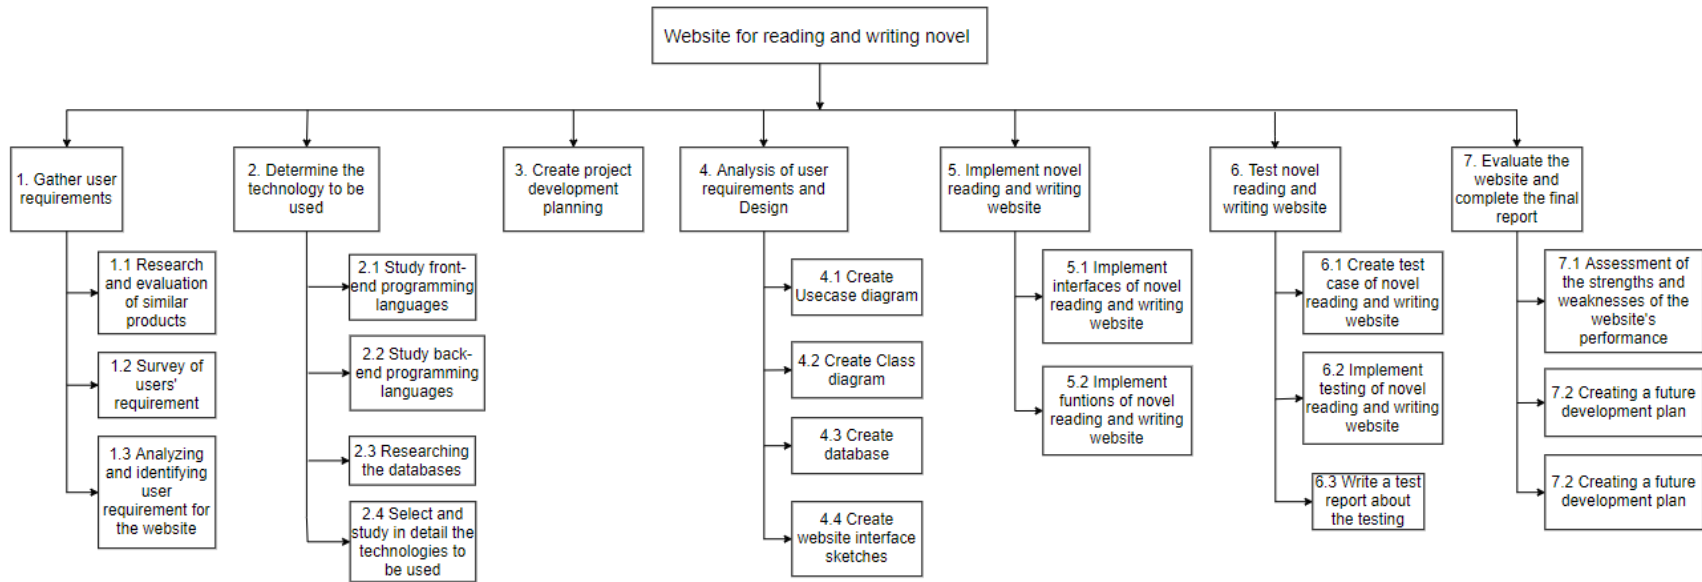 Website for reading and writing novel
1. Gather user
requirements
2. Determine the
technology to be
used
3. Create project
development
planning
4. Analysis of user
requirements and
Design
5. Implement novel
reading and writing
website
6. Test novel
reading and
writing website
7. Evaluate the
website and
complete the final
report
1.1 Research
and evaluation
of similar
products
1.2 Survey of
users'
requirement
1.3 Analyzing
and identifying
user
requirement for
the website
2.1 Study front-
end programming
languages
2.2 Study back-
end programming
languages
2.3 Researching
the databases
2.4 Select and
study in detail the
technologies to
be used
4.1 Create
Usecase diagram
4.2 Create Class
diagram
4.3 Create
database
4.4 Create
website interface
sketches
5.1 Implement
interfaces of novel
reading and writing
website
5.2 Implement
funtions of novel
reading and writing
website
6.1 Create test
case of novel
reading and writing
website
6.2 Implement
testing of novel
reading and writing
website
6.3 Write a test
report about
the testing
7.1 Assessment of
the strengths and
weaknesses of the
website's
performance
7.2 Creating a future
development plan
7.2 Creating a future
development plan